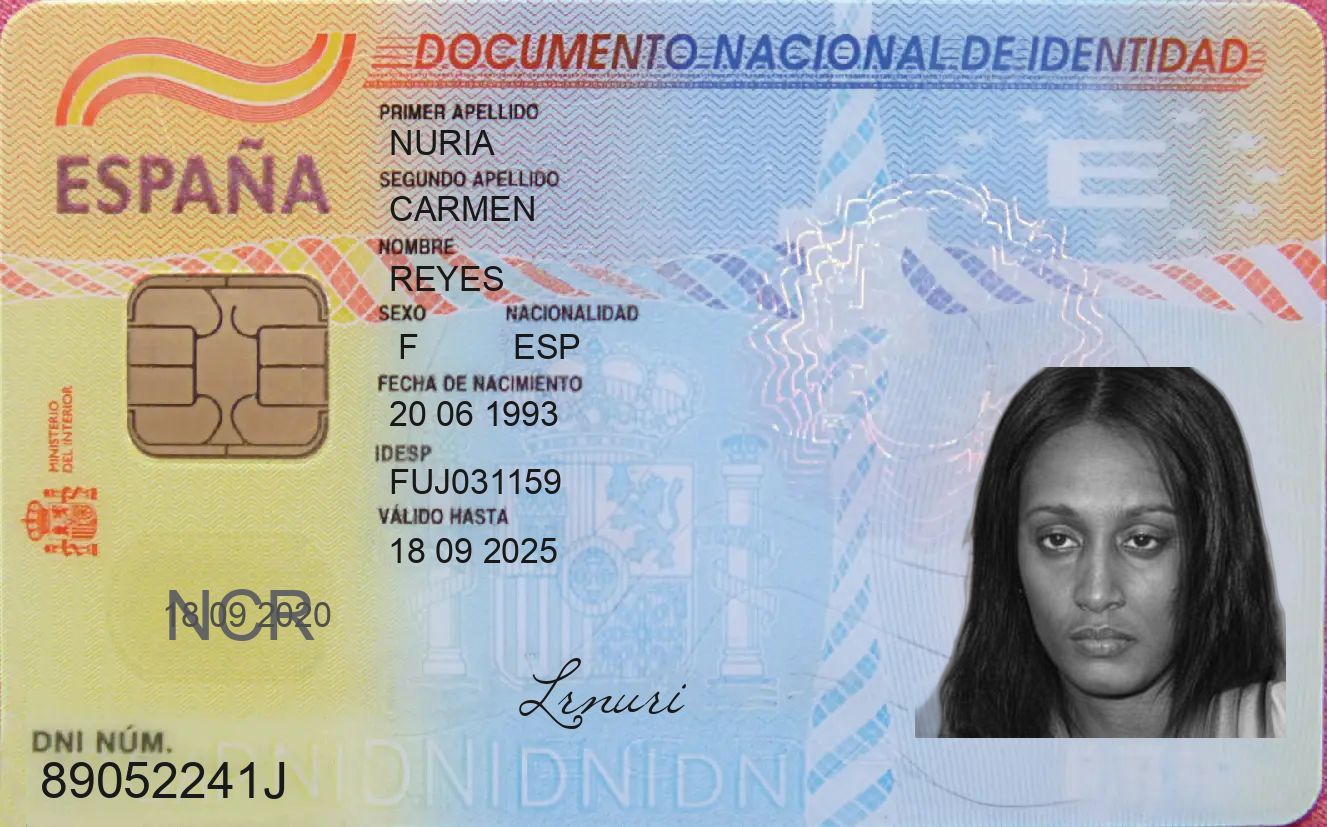 DOCUMENTO NACIONAL DE IDENTIDAD
ESPAÑA
E
PRIMER APELLIDO
NURIA
SEGUNDO APELLIDO
CARMEN
NOMBRE
REYES
SEXO NACIONALIDAD
F ESP
FECHA DE NACIMIENTO
20 06 1993
IDESP
FUJ031159
VÁLIDO HASTA
18 09 2025
MINISTERIO
DEL INTERIOR
NCR
18 09 2020
Lrnuri
DNI NÚM.
89052241J
DNIDNIDNIDNIDNI